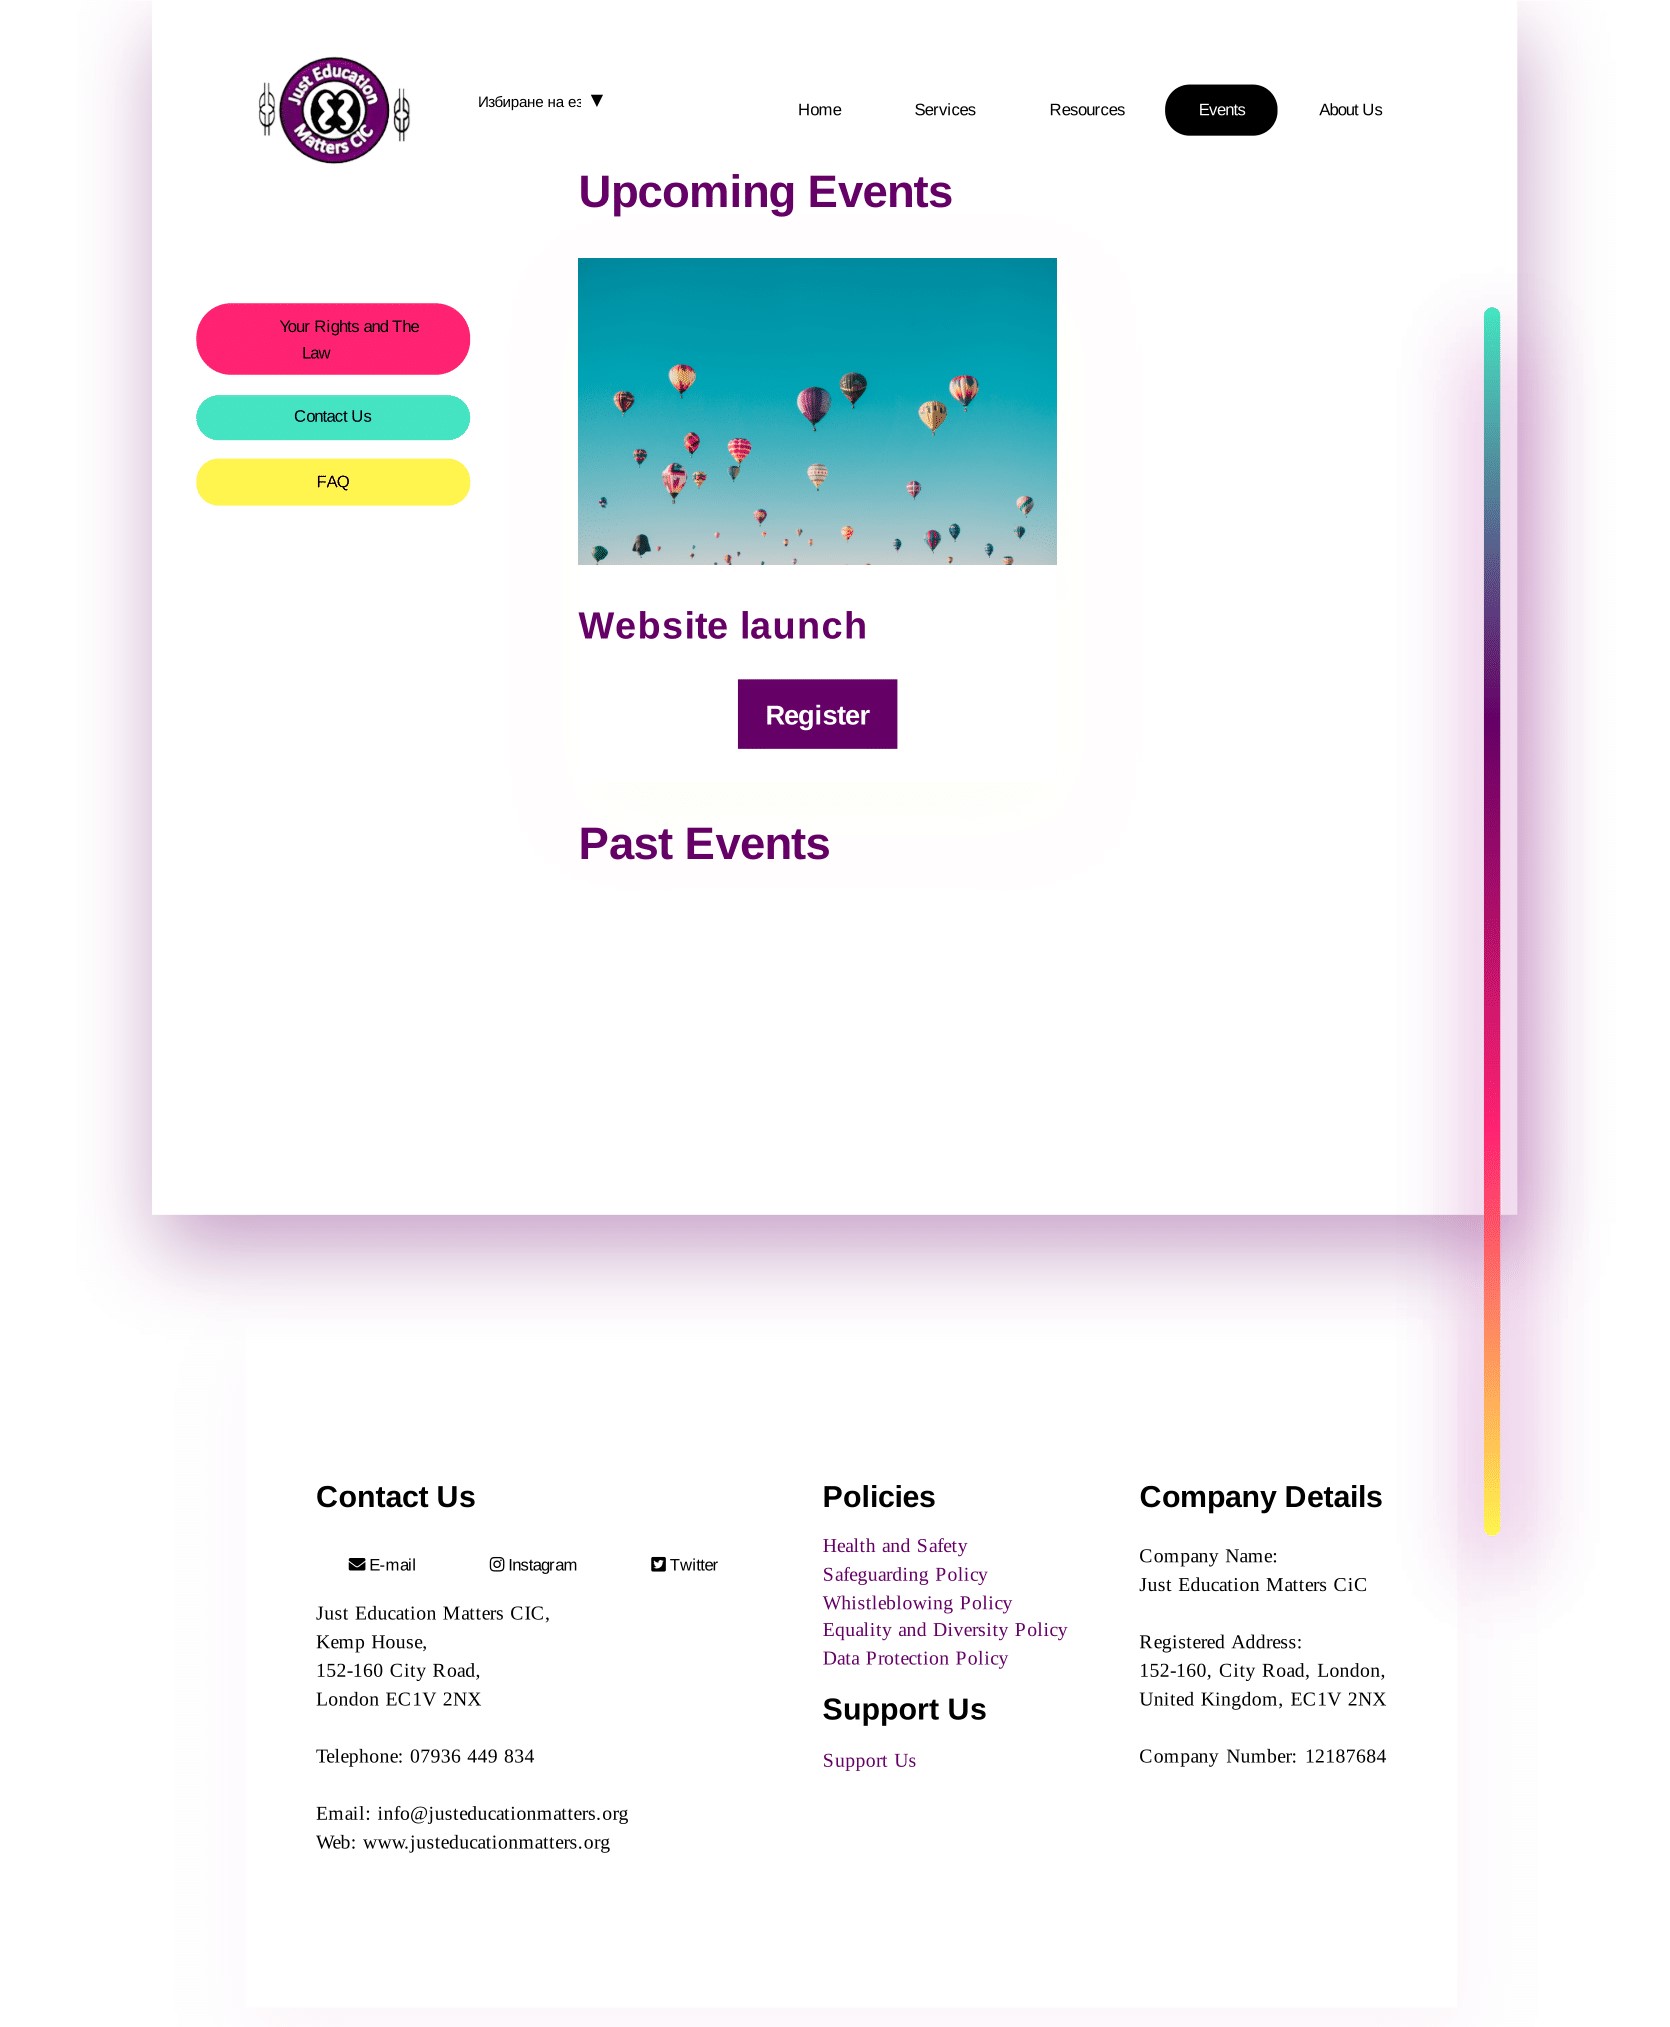 Just Education
Matters CIC
Избиране на ез ▼
Home
Services
Resources
Events
About Us
Upcoming Events
Your Rights and The
Law
Contact Us
FAQ
Website launch
Register
Past Events
Contact Us
E-mail
Instagram
Twitter
Just Education Matters CIC,
Kemp House,
152-160 City Road,
London EC1V 2NX
Telephone: 07936 449 834
Email: info@justeducationmatters.org
Web: www.justeducationmatters.org
Policies
Health and Safety
Safeguarding Policy
Whistleblowing Policy
Equality and Diversity Policy
Data Protection Policy
Support Us
Support Us
Company Details
Company Name:
Just Education Matters CiC
Registered Address:
152-160, City Road, London,
United Kingdom, EC1V 2NX
Company Number: 12187684